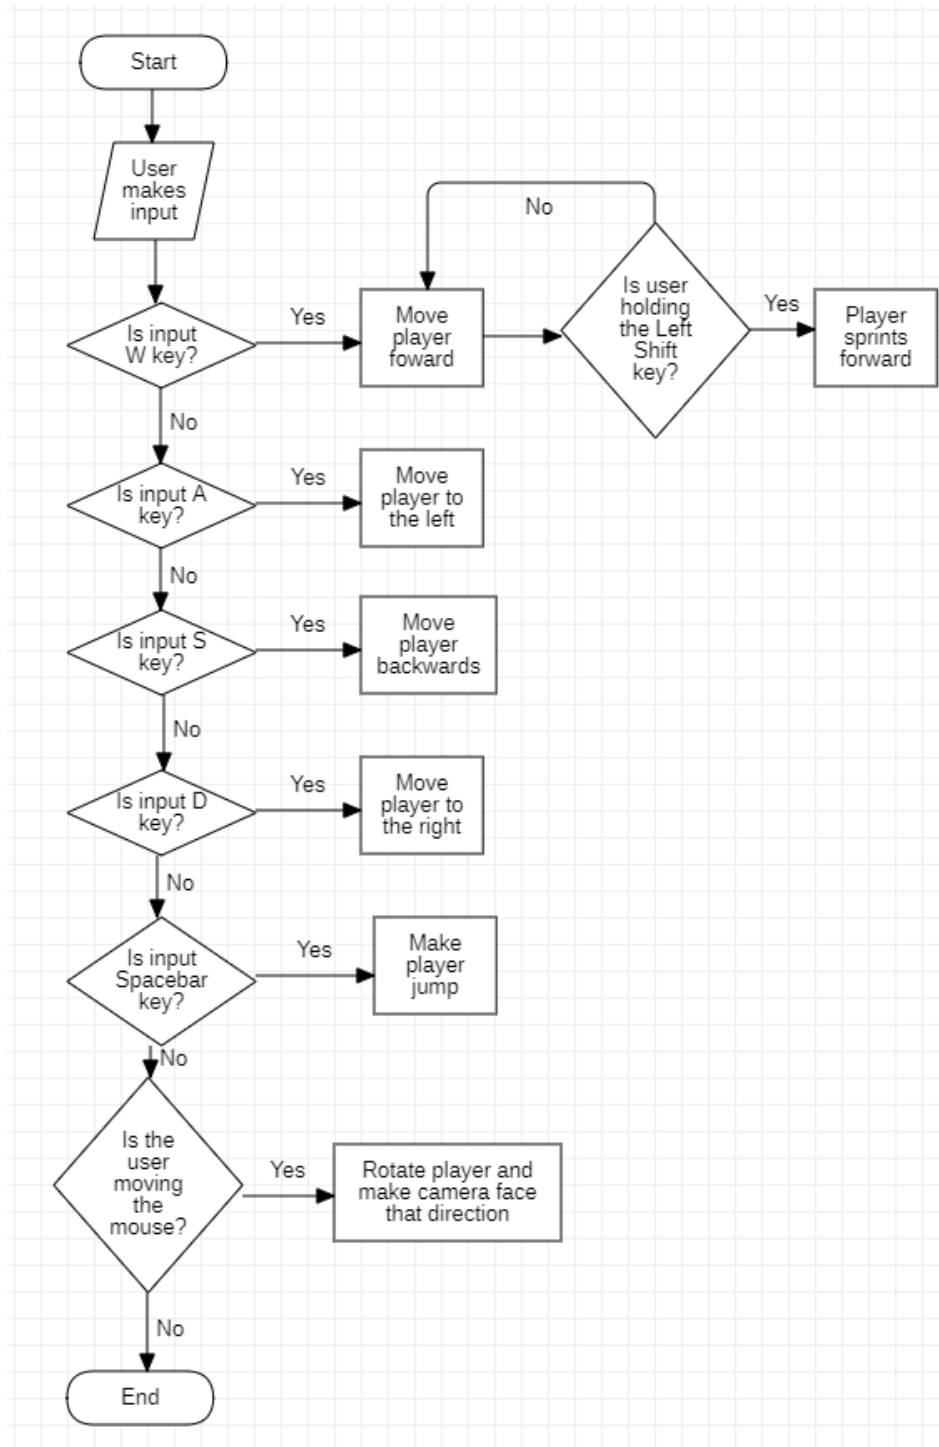 Start
User
makes
input
No
Is user
holding
the Left
Shift
key?
Yes
Player
sprints
forward
Is input
W key?
Yes
Move
player
foward
No
Is input A
key?
Yes
Move
player to
the left
No
Is input S
key?
Yes
Move
player
backwards
No
Is input D
key?
Yes
Move
player to
the right
No
Is input
Spacebar
key?
Yes
Make
player
jump
No
Is the
user
moving
the
mouse?
Yes
Rotate player and
make camera face
that direction
No
End